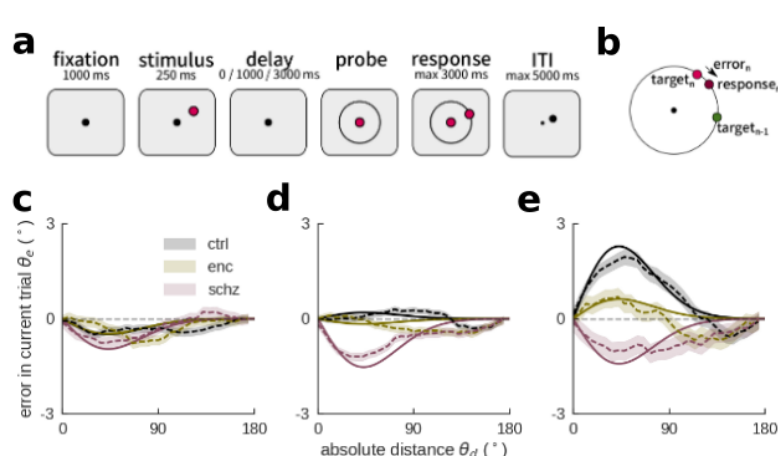 a
b
fixation
1000 ms
stimulus
250 ms
delay
0 / 1000 / 3000 ms
probe
response
max 3000 ms
ITI
max 5000 ms
error_n
target_n
response
target_n-1
c
d
e
3
0
-3
0
90
180
ctrl
enc
schz
error in current trial θ_e (°)
3
0
-3
0
90
180
3
0
-3
0
90
180
absolute distance θ_d (°)